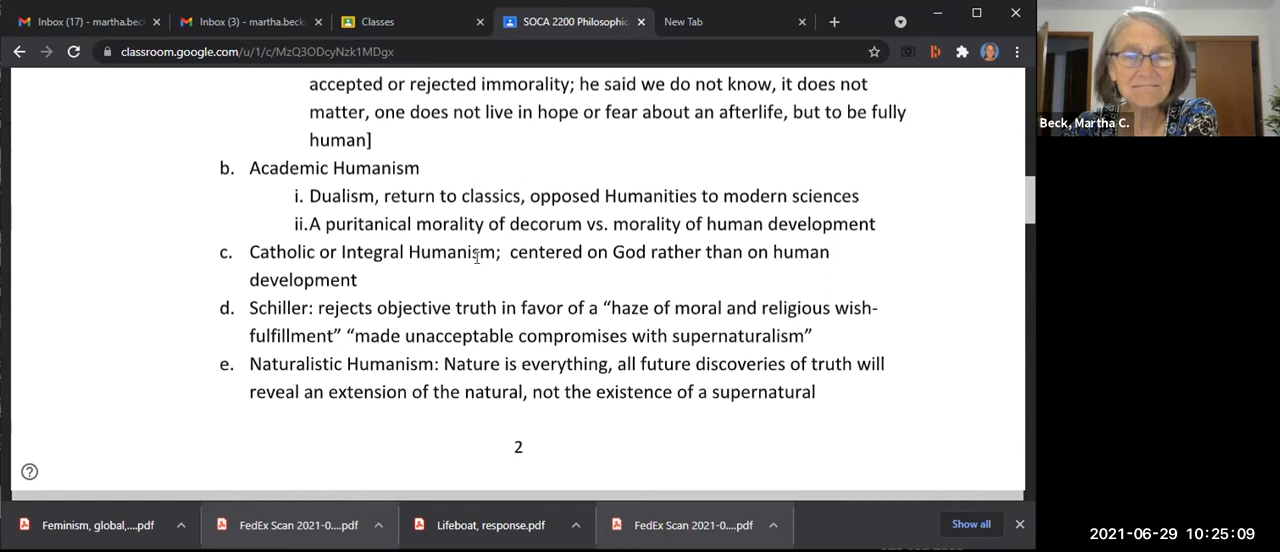 Inbox (17) - martha.bec
Inbox (3) - martha.beck
Classes
SOCA 2200 Philosophic
New Tab
classroom.google.com/u/1/c/MzQ3ODcyNzk1MDgx
accepted or rejected immorality; he said we do not know, it does not
matter, one does not live in hope or fear about an afterlife, but to be fully
human]
b. Academic Humanism
i. Dualism, return to classics, opposed Humanities to modern sciences
ii.A puritanical morality of decorum vs. morality of human development
c. Catholic or Integral Humanism; centered on God rather than on human
development
d. Schiller: rejects objective truth in favor of a “haze of moral and religious wish-
fulfillment” “made unacceptable compromises with supernaturalism”
e. Naturalistic Humanism: Nature is everything, all future discoveries of truth will
reveal an extension of the natural, not the existence of a supernatural
2
Beck, Martha C.
Feminism, global,....pdf
FedEx Scan 2021-0....pdf
Lifeboat, response.pdf
FedEx Scan 2021-0....pdf
Show all
2021-06-29 10:25:09